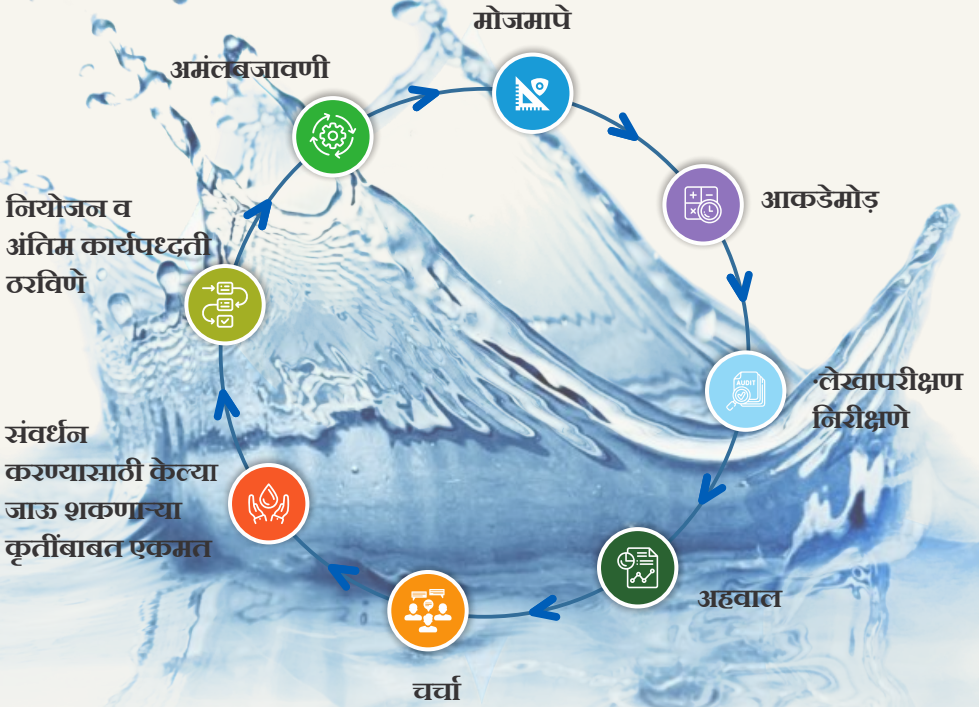 मोजमापे
अमंलबजावणी
आकडेमोड़
नियोजन व
अंतिम कार्यपध्दती
ठरविणे
AUDIT
लेखापरीक्षण
निरीक्षणे
संवर्धन
करण्यासाठी केल्या
जाऊ शकणाऱ्या
कृतींबाबत एकमत
अहवाल
चर्चा